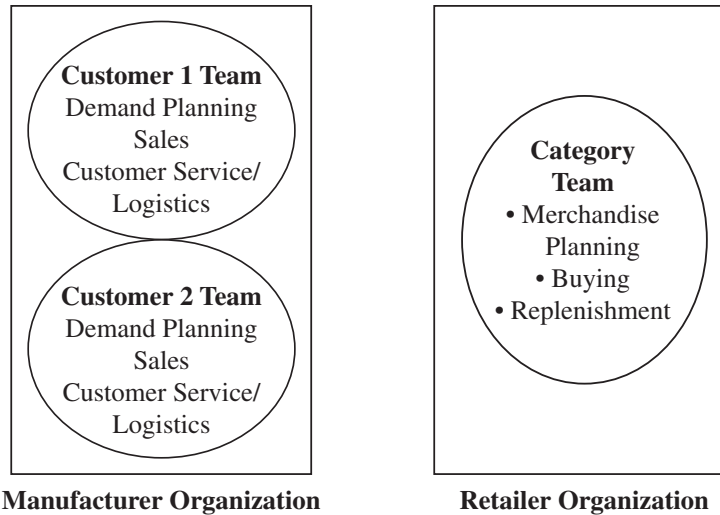 Customer 1 Team
Demand Planning
Sales
Customer Service/
Logistics
Customer 2 Team
Demand Planning
Sales
Customer Service/
Logistics
Manufacturer Organization
Category
Team
• Merchandise
Planning
• Buying
• Replenishment
Retailer Organization